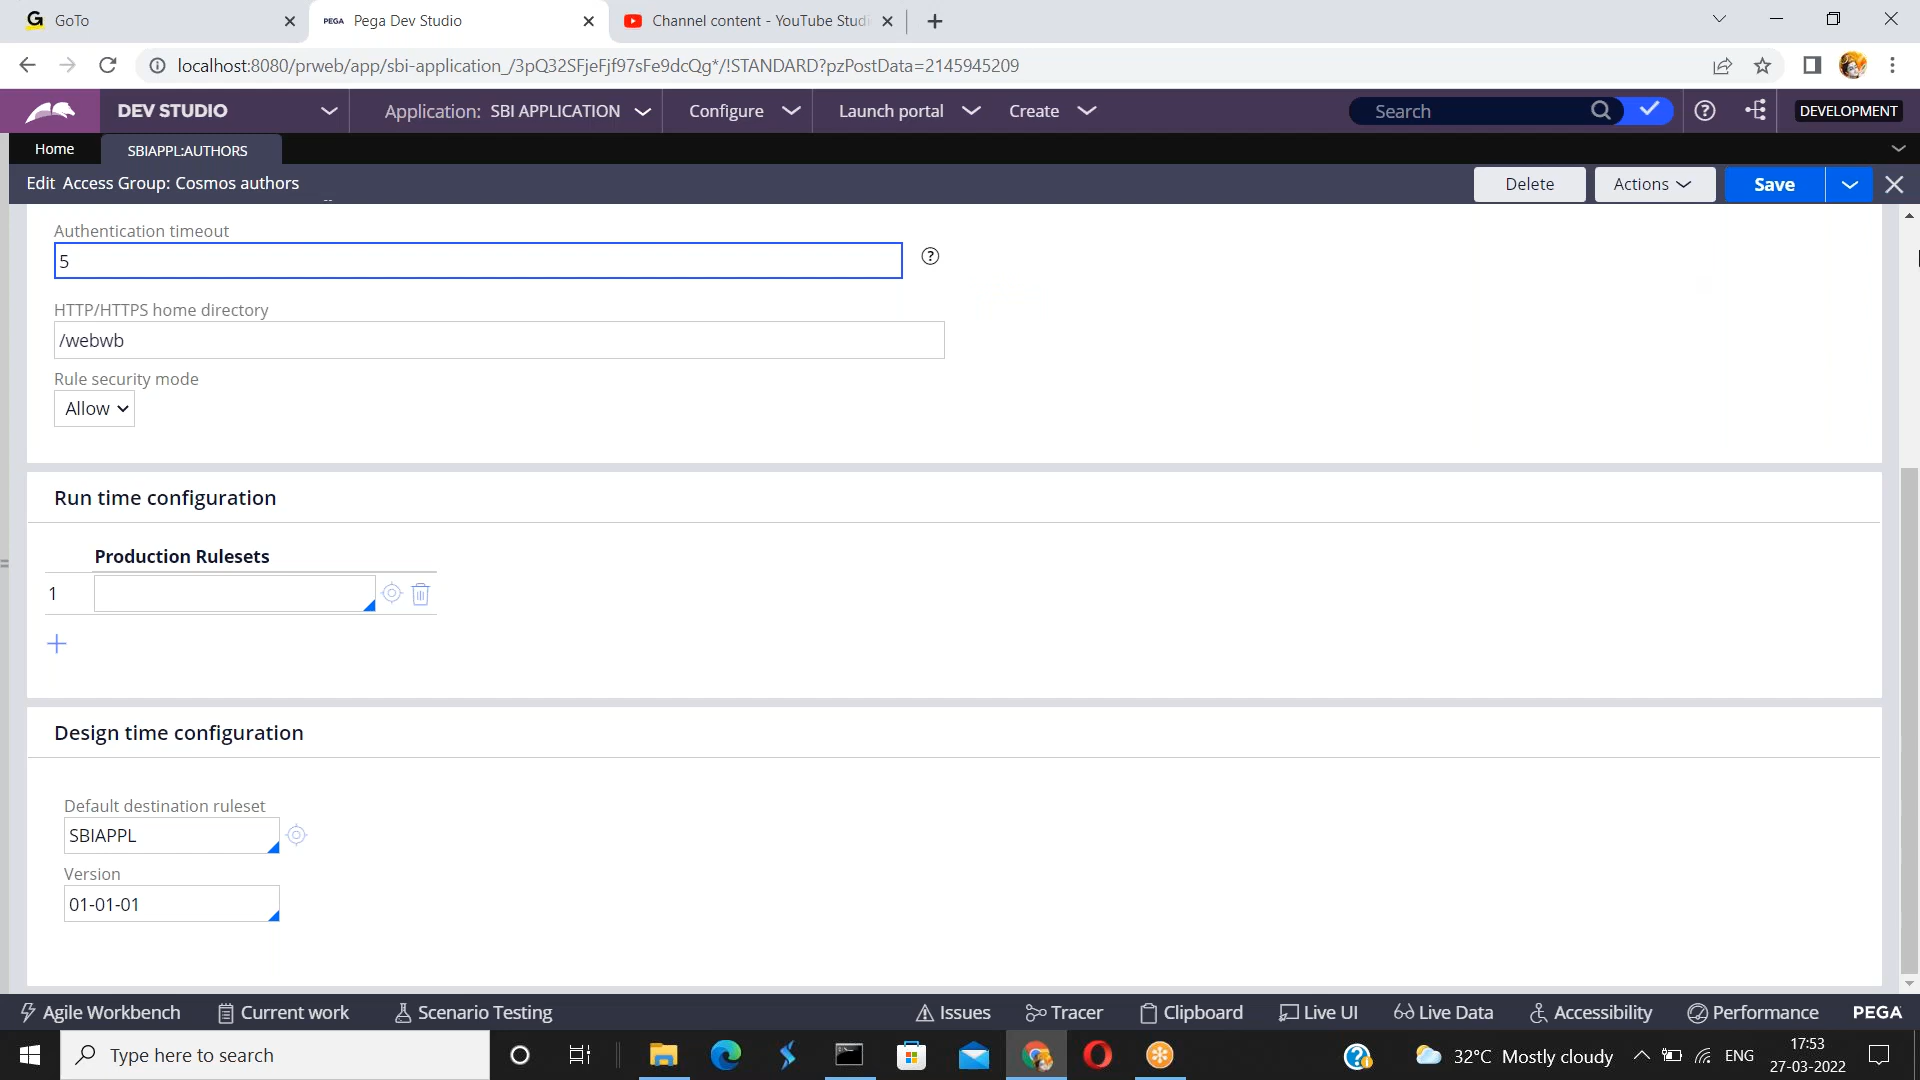 GoTo
PEGA Pega Dev Studio
Channel content - YouTube Studi
localhost:8080/prweb/app/sbi-application_/3pQ32SFjeFjf97sFe9dcQg*/!STANDARD?pzPostData=2145945209
DEV STUDIO
Application: SBI APPLICATION
Configure
Launch portal
Create
Search
DEVELOPMENT
Home
SBIAPPL:AUTHORS
Edit Access Group: Cosmos authors
Delete
Actions
Save
Authentication timeout
5
HTTP/HTTPS home directory
/webwb
Rule security mode
Allow
Run time configuration
Production Rulesets
1
Design time configuration
Default destination ruleset
SBIAPPL
Version
01-01-01
Agile Workbench
Current work
Scenario Testing
Issues
Tracer
Clipboard
Live UI
Live Data
Accessibility
Performance
PEGA
Type here to search
32°C Mostly cloudy
ENG
17:53
27-03-2022